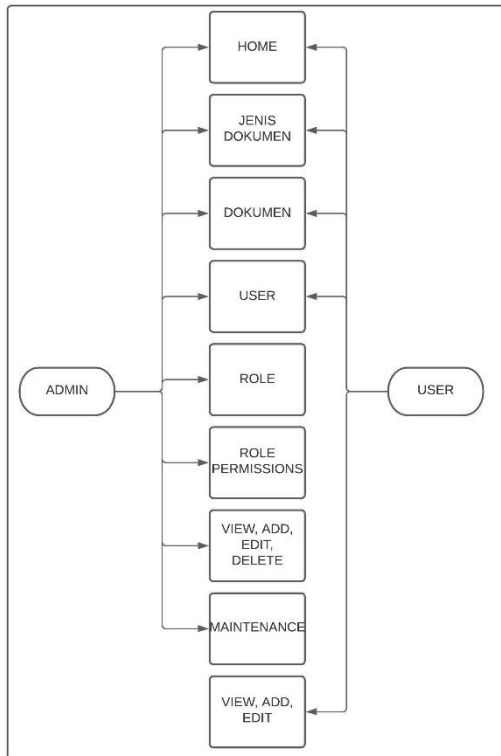 HOME
JENIS
DOKUMEN
DOKUMEN
USER
ADMIN
ROLE
USER
ROLE
PERMISSIONS
VIEW, ADD,
EDIT,
DELETE
MAINTENANCE
VIEW, ADD,
EDIT